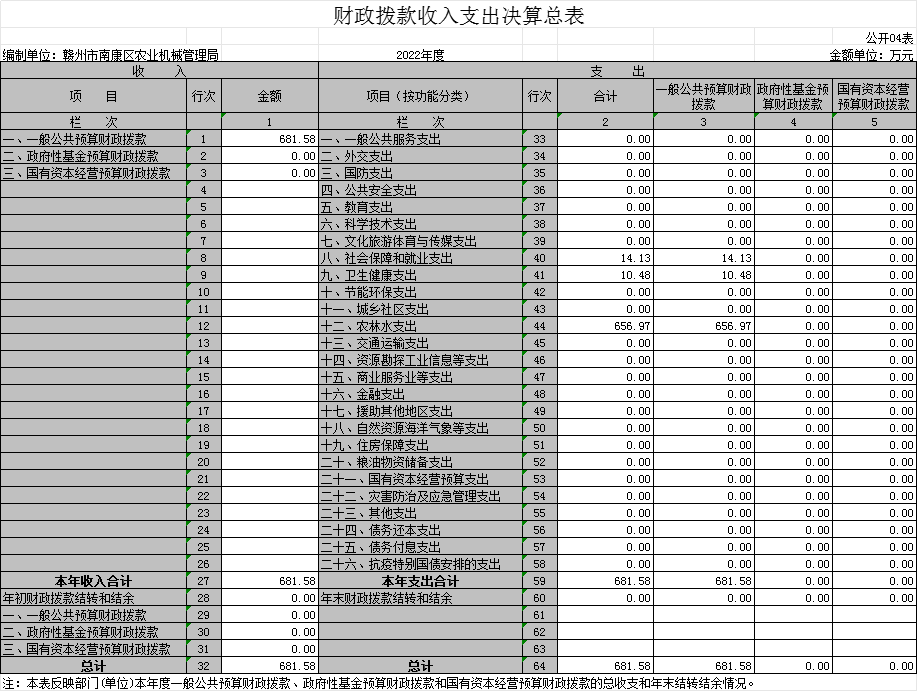 财政拨款收入支出决算总表
公开04表
编制单位：赣州市南康区农业机械管理局 2022年度 金额单位：万元
收 入 支 出
项 目 行次 金额 项目（按功能分类） 行次 合计 一般公共预算财政拨款 政府性基金预算财政拨款 国有资本经营预算财政拨款
栏 次 1 栏 次 2 3 4 5
一、一般公共预算财政拨款 1 681.58 一、一般公共服务支出 33 0.00 0.00 0.00 0.00
二、政府性基金预算财政拨款 2 0.00 二、外交支出 34 0.00 0.00 0.00 0.00
三、国有资本经营预算财政拨款 3 0.00 三、国防支出 35 0.00 0.00 0.00 0.00
4 四、公共安全支出 36 0.00 0.00 0.00 0.00
5 五、教育支出 37 0.00 0.00 0.00 0.00
6 六、科学技术支出 38 0.00 0.00 0.00 0.00
7 七、文化旅游体育与传媒支出 39 0.00 0.00 0.00 0.00
8 八、社会保障和就业支出 40 14.13 14.13 0.00 0.00
9 九、卫生健康支出 41 10.48 10.48 0.00 0.00
10 十、节能环保支出 42 0.00 0.00 0.00 0.00
11 十一、城乡社区支出 43 0.00 0.00 0.00 0.00
12 十二、农林水支出 44 656.97 656.97 0.00 0.00
13 十三、交通运输支出 45 0.00 0.00 0.00 0.00
14 十四、资源勘探工业信息等支出 46 0.00 0.00 0.00 0.00
15 十五、商业服务业等支出 47 0.00 0.00 0.00 0.00
16 十六、金融支出 48 0.00 0.00 0.00 0.00
17 十七、援助其他地区支出 49 0.00 0.00 0.00 0.00
18 十八、自然资源海洋气象等支出 50 0.00 0.00 0.00 0.00
19 十九、住房保障支出 51 0.00 0.00 0.00 0.00
20 二十、粮油物资储备支出 52 0.00 0.00 0.00 0.00
21 二十一、国有资本经营预算支出 53 0.00 0.00 0.00 0.00
22 二十二、灾害防治及应急管理支出 54 0.00 0.00 0.00 0.00
23 二十三、其他支出 55 0.00 0.00 0.00 0.00
24 二十四、债务还本支出 56 0.00 0.00 0.00 0.00
25 二十五、债务付息支出 57 0.00 0.00 0.00 0.00
26 二十六、抗疫特别国债安排的支出 58 0.00 0.00 0.00 0.00
本年收入合计 27 681.58 本年支出合计 59 681.58 681.58 0.00 0.00
年初财政拨款结转和结余 28 0.00 年末财政拨款结转和结余 60 0.00 0.00 0.00 0.00
一、一般公共预算财政拨款 29 0.00 61
二、政府性基金预算财政拨款 30 0.00 62
三、国有资本经营预算财政拨款 31 0.00 63
总计 32 681.58 总计 64 681.58 681.58 0.00 0.00
注：本表反映部门(单位)本年度一般公共预算财政拨款、政府性基金预算财政拨款和国有资本经营预算财政拨款的总收支和年末结转结余情况。